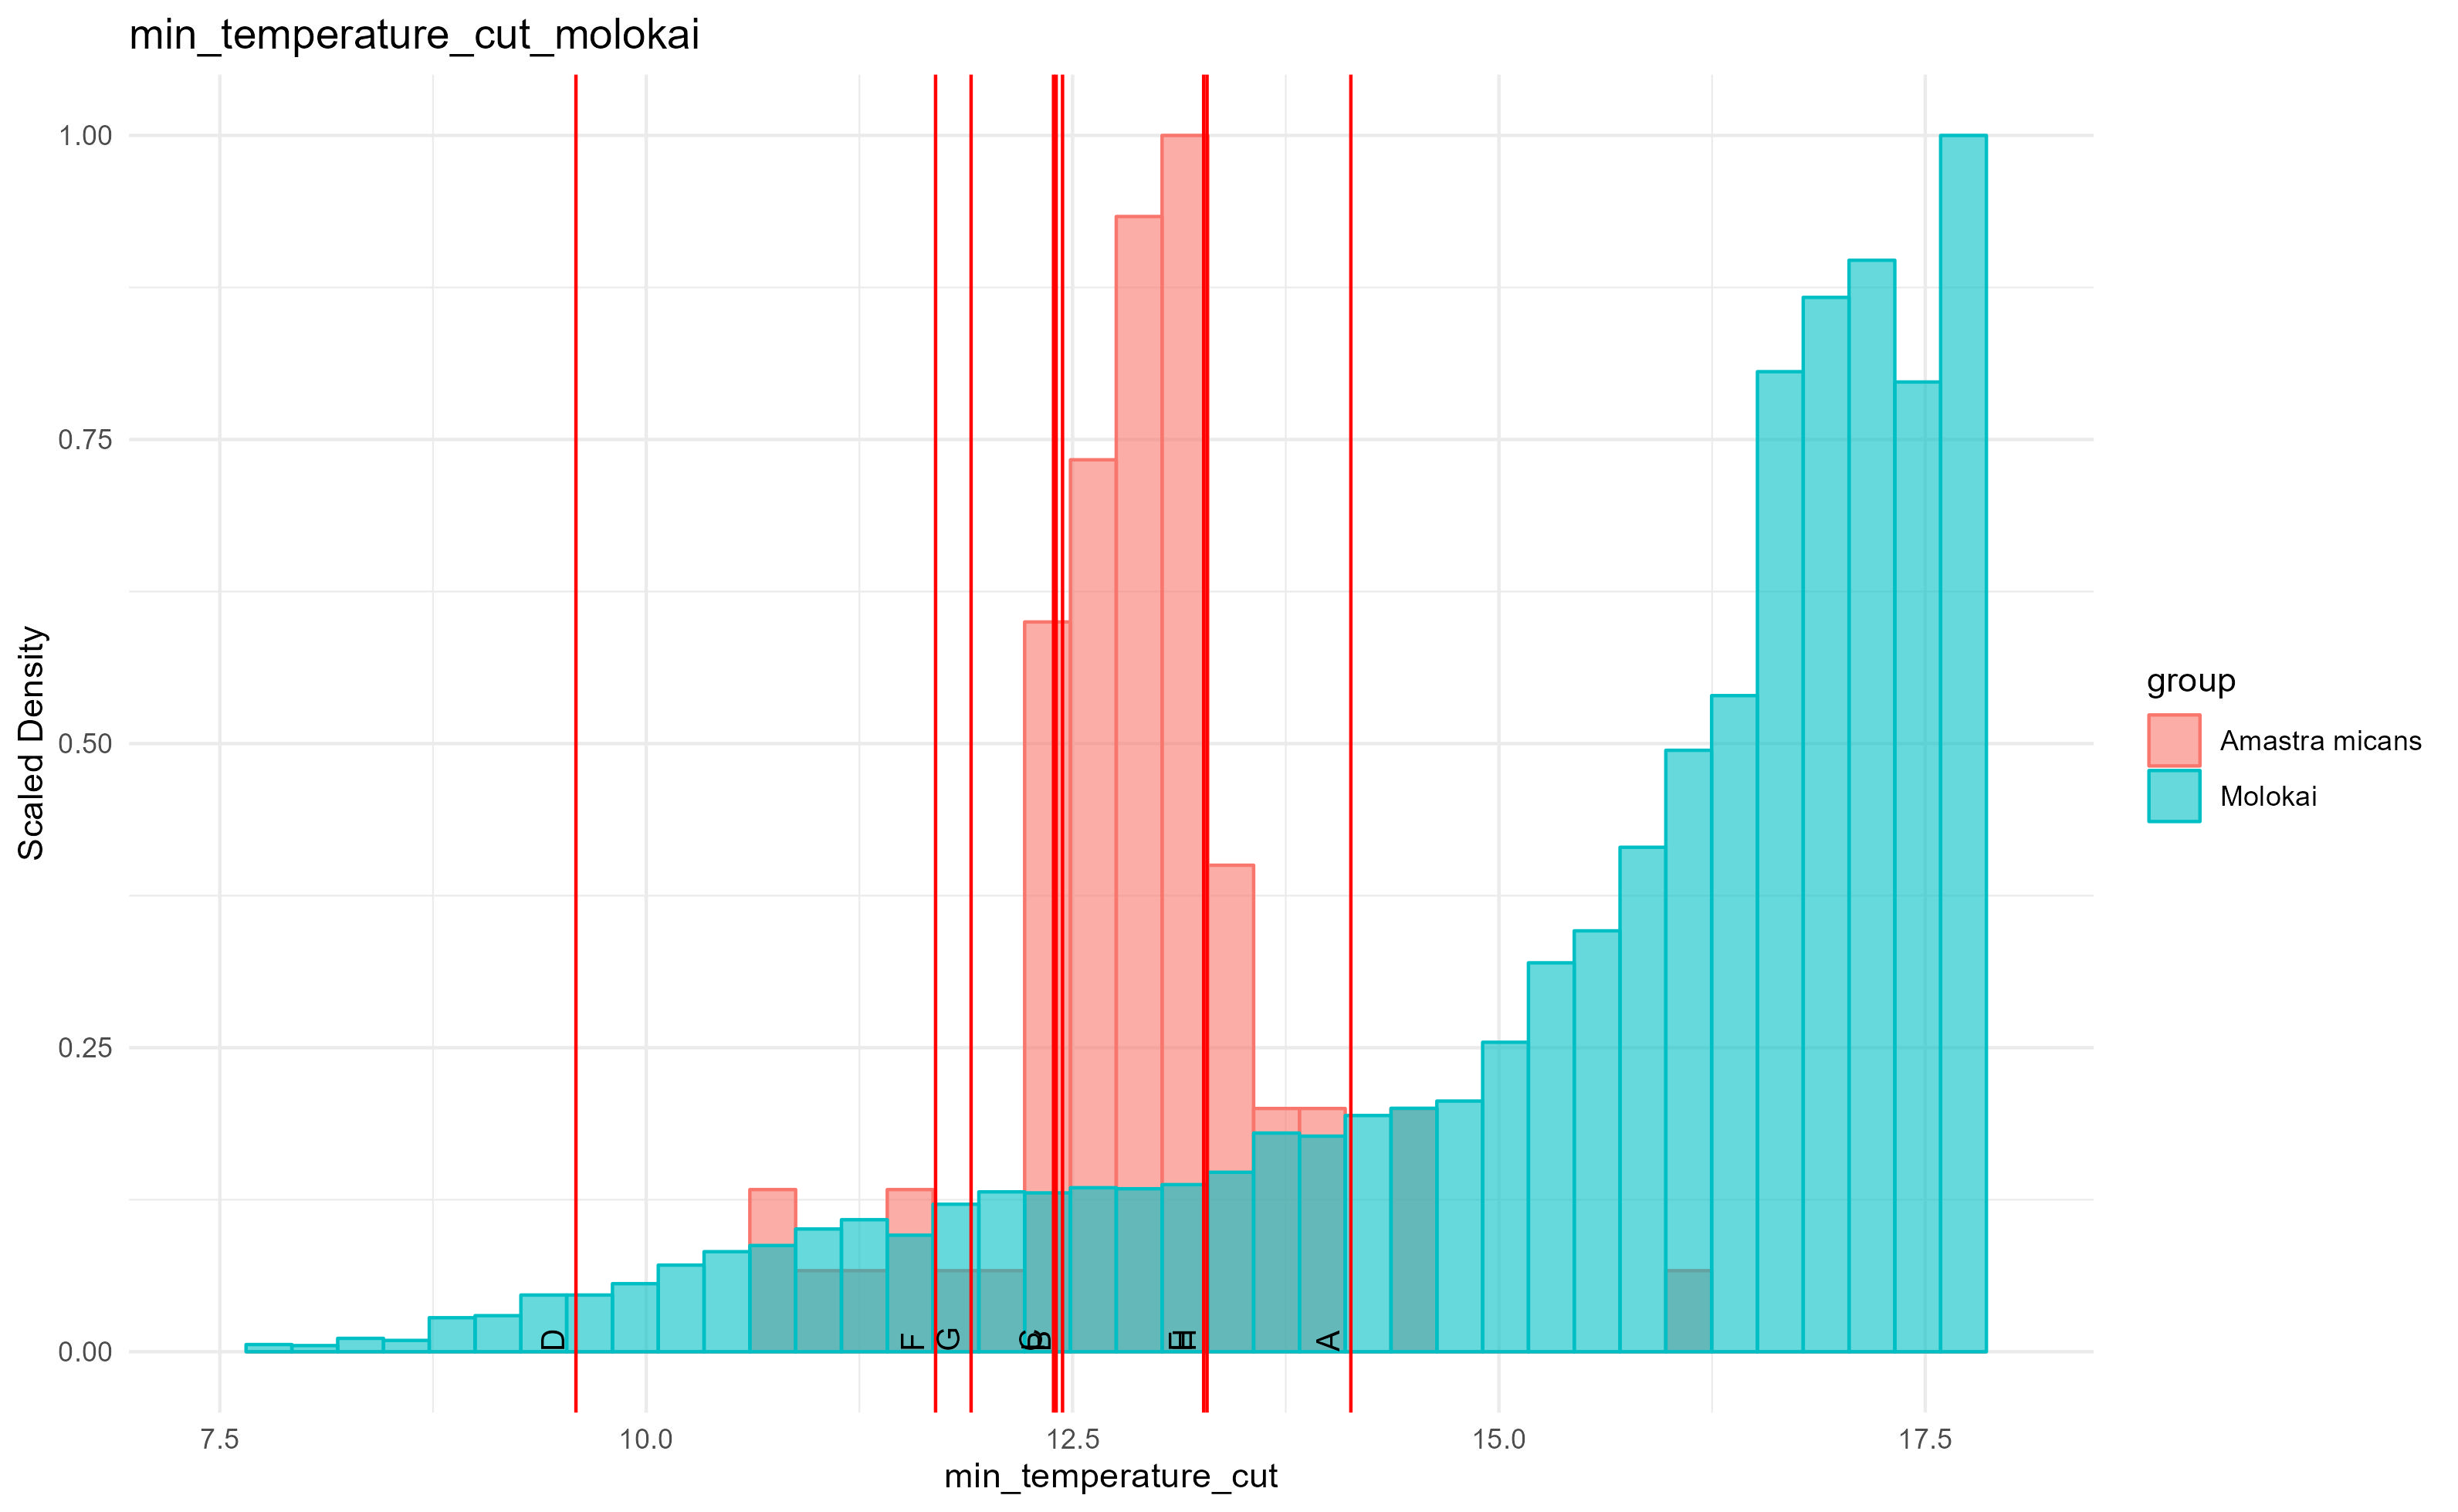 min_temperature_cut_molokai
Scaled Density
1.00
0.75
0.50
0.25
0.00
D
F
G
B
H
A
7.5
10.0
12.5
15.0
17.5
min_temperature_cut
group
Amastra micans
Molokai